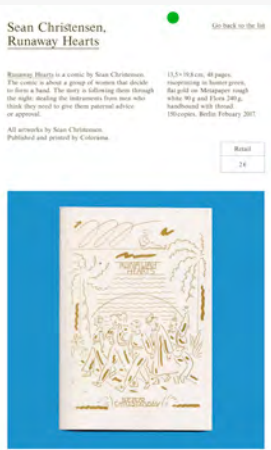 Sean Christensen,
Runaway Hearts
Go back to the list
Runaway Hearts is a comic by Sean Christensen.
The comic is about a group of women that decide
to form a band. The story is following them through
the night: stealing the instruments from men who
think they need to give them paternal advice
or approval.
All artworks by Sean Christensen.
Published and printed by Colorama.
13,5×19,8 cm, 48 pages,
risoprinting in hunter green,
flat gold on Metapaper rough
white 90 g and Flora 240 g,
handbound with thread.
150 copies, Berlin February 2017.
Retail
RUNAWAY
HEARTS
SEAN
CHRISTENSEN